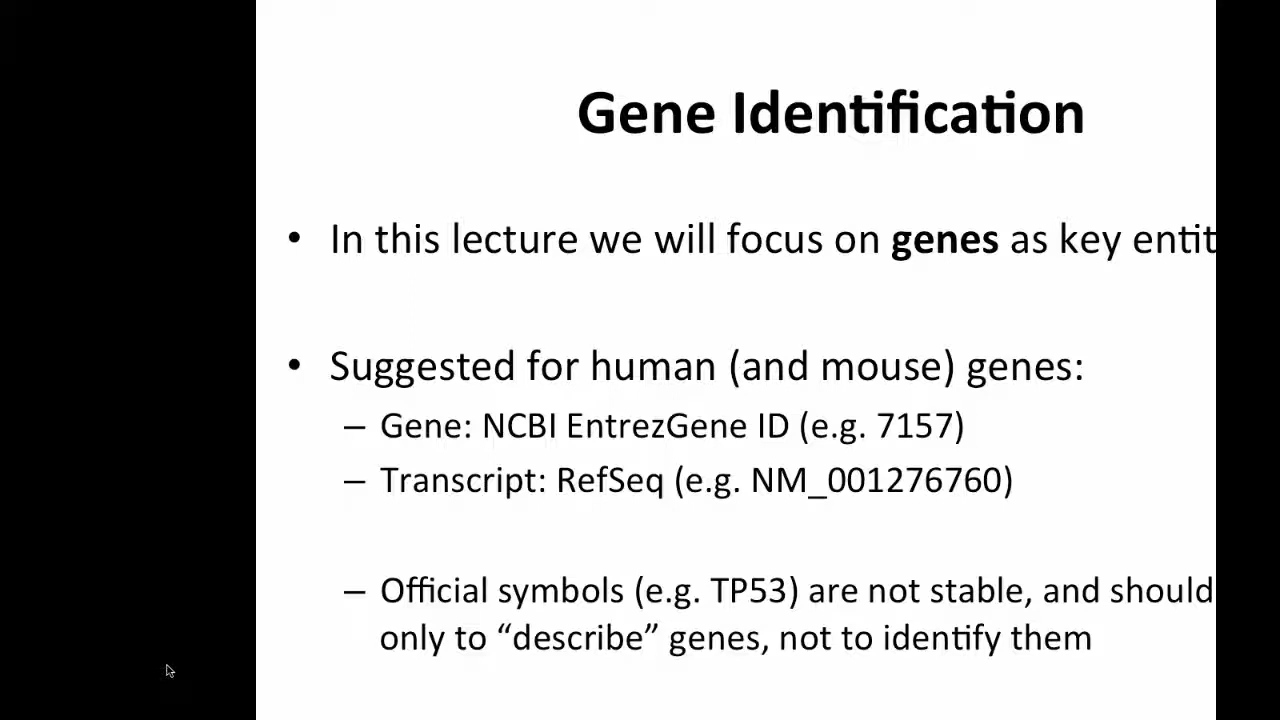 Gene Identification
• In this lecture we will focus on genes as key entit
• Suggested for human (and mouse) genes:
– Gene: NCBI EntrezGene ID (e.g. 7157)
– Transcript: RefSeq (e.g. NM_001276760)
– Official symbols (e.g. TP53) are not stable, and should
only to “describe” genes, not to identify them